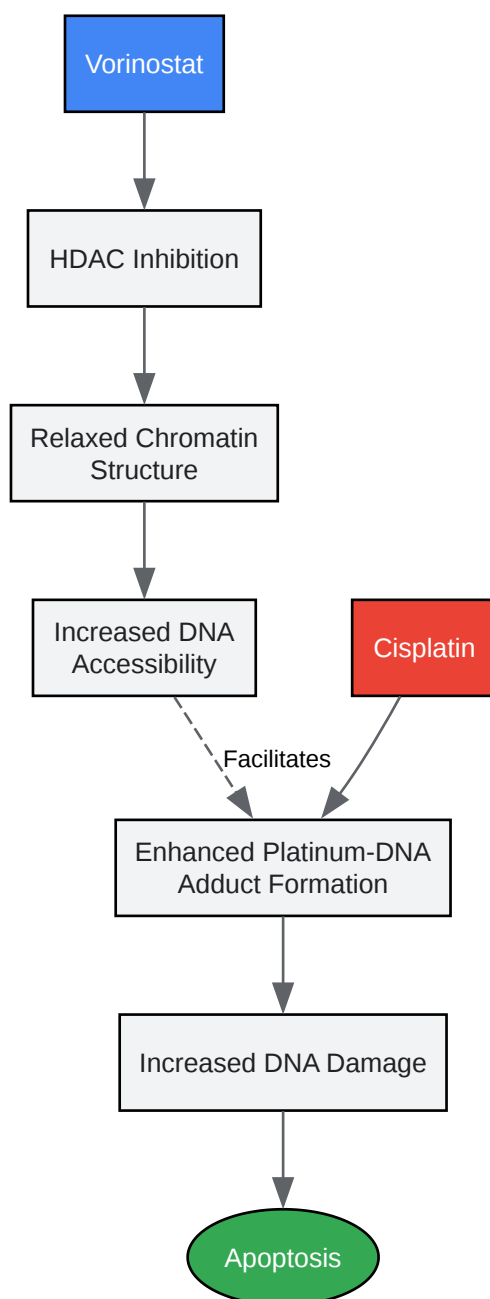 Vorinostat
HDAC Inhibition
Relaxed Chromatin
Structure
Increased DNA
Accessibility
Cisplatin
Facilitates
Enhanced Platinum-DNA
Adduct Formation
Increased DNA Damage
Apoptosis